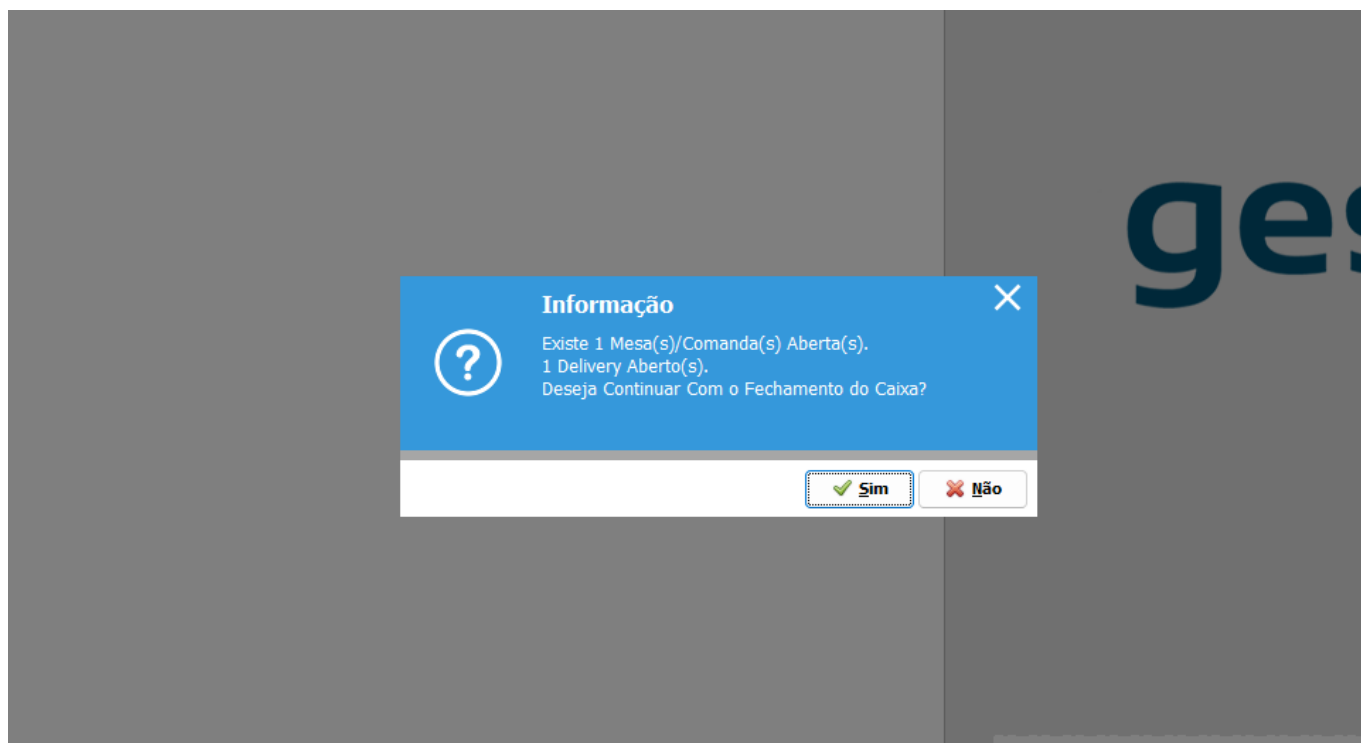 ges
Informação
Existe 1 Mesa(s)/Comanda(s) Aberta(s).
1 Delivery Aberto(s).
Deseja Continuar Com o Fechamento do Caixa?
Sim
Não